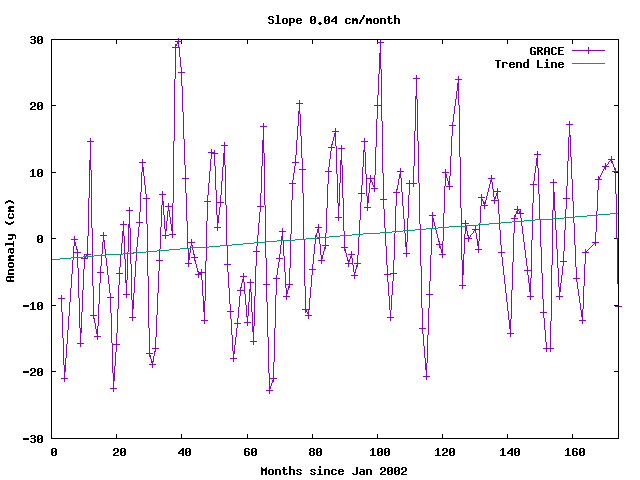 Slope 0.04 cm/month
GRACE
Trend Line
30
20
10
0
-10
-20
-30
Anomaly (cm)
0 20 40 60 80 100 120 140 160
Months since Jan 2002